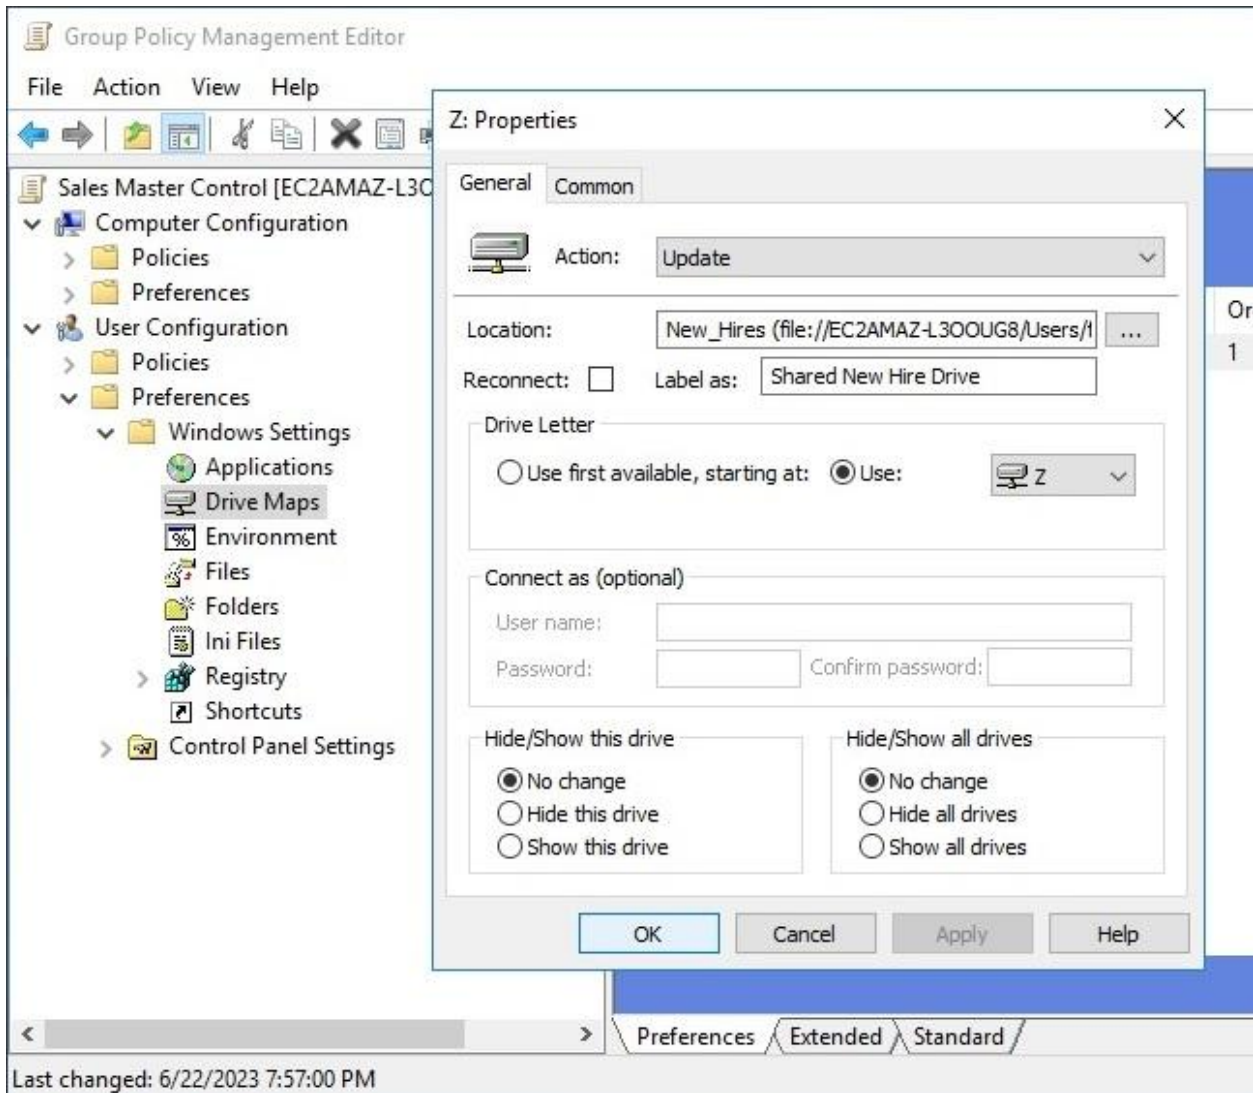 Group Policy Management Editor
File Action View Help
Sales Master Control [EC2AMAZ-L3O
Computer Configuration
Policies
Preferences
User Configuration
Policies
Preferences
Windows Settings
Applications
Drive Maps
Environment
Files
Folders
Ini Files
Registry
Shortcuts
Control Panel Settings
Z: Properties
General Common
Action: Update
Location: New_Hires (file://EC2AMAZ-L3OOUG8/Users/
Reconnect: Label as: Shared New Hire Drive
Drive Letter
Use first available, starting at: Use: Z
Connect as (optional)
User name:
Password: Confirm password:
Hide/Show this drive
No change
Hide this drive
Show this drive
Hide/Show all drives
No change
Hide all drives
Show all drives
OK Cancel Apply Help
Or
1
Preferences Extended Standard
Last changed: 6/22/2023 7:57:00 PM